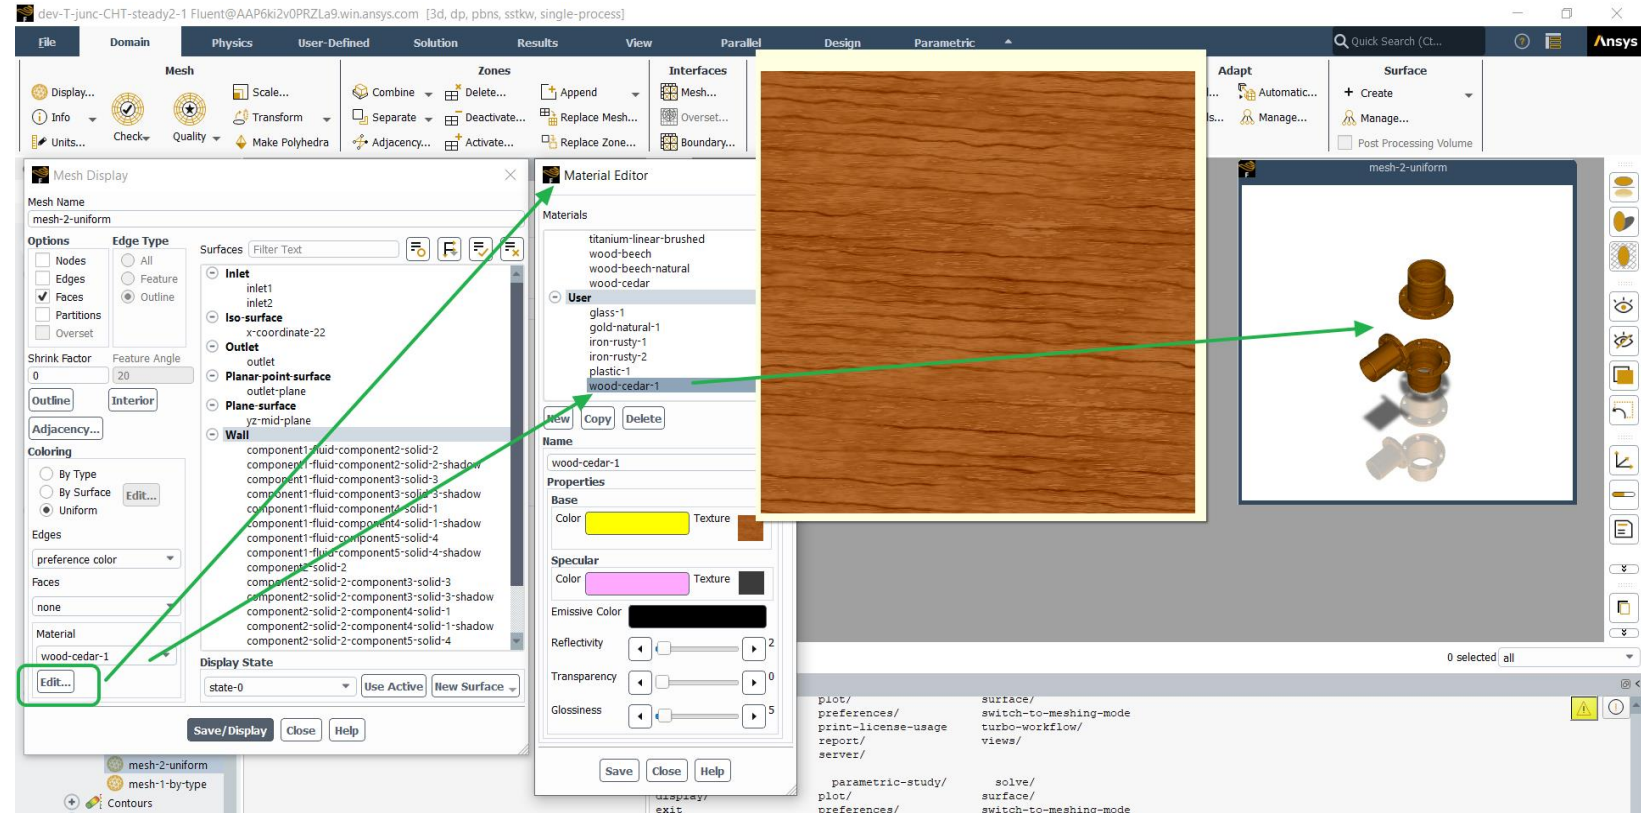 dev-T-junc-CHT-steady2-1 Fluent@AAP6ki2v0PRZLa9.win.ansys.com [3d, dp, pbns, sstkw, single-process]
File Domain Physics User-Defined Solution Results View Parallel Design Parametric Quick Search (Ct... Ansys
Mesh Zones Interfaces Adapt Surface
Display... Scale... Combine Delete... Append Mesh... Automatic... + Create
Info Check Quality Transform Separate Deactivate... Replace Mesh... Overset... Manage... Manage...
Units... Make Polyhedra Adjacency... Activate... Replace Zone... Boundary... Post Processing Volume
Mesh Display
Mesh Name
mesh-2-uniform
Options Edge Type
Nodes All
Edges Feature
Faces Outline
Partitions
Overset
Shrink Factor Feature Angle
0 20
Outline Interior
Adjacency...
Coloring
By Type
By Surface Edit...
Uniform
Edges
preference color
Faces
none
Material
wood-cedar-1
Edit...
Surfaces Filter Text
Inlet
inlet1
inlet2
Iso-surface
x-coordinate-22
Outlet
outlet
Planar-point-surface
outlet-plane
Plane-surface
yz-mid-plane
Wall
component1-fluid-component2-solid-2
component1-fluid-component2-solid-2-shadow
component1-fluid-component3-solid-3
component1-fluid-component3-solid-3-shadow
component1-fluid-component4-solid-1
component1-fluid-component4-solid-1-shadow
component1-fluid-component5-solid-4
component1-fluid-component5-solid-4-shadow
component2-solid-2
component2-solid-2-component3-solid-3
component2-solid-2-component3-solid-3-shadow
component2-solid-2-component4-solid-1
component2-solid-2-component4-solid-1-shadow
component2-solid-2-component5-solid-4
Display State
state-0 Use Active New Surface
Save/Display Close Help
Material Editor
Materials
titanium-linear-brushed
wood-beech
wood-beech-natural
wood-cedar
User
glass-1
gold-natural-1
iron-rusty-1
iron-rusty-2
plastic-1
wood-cedar-1
New Copy Delete
Name
wood-cedar-1
Properties
Base
Color Texture
Specular
Color Texture
Emissive Color
Reflectivity 2
Transparency 0
Glossiness 5
Save Close Help
mesh-2-uniform
0 selected all
plot/ surface/
preferences/ switch-to-meshing-mode
print-license-usage turbo-workflow/
report/ views/
server/
parametric-study/ solve/
display/ plot/ surface/
exit preferences/ switch-to-meshing-mode
mesh-2-uniform
mesh-1-by-type
Contours